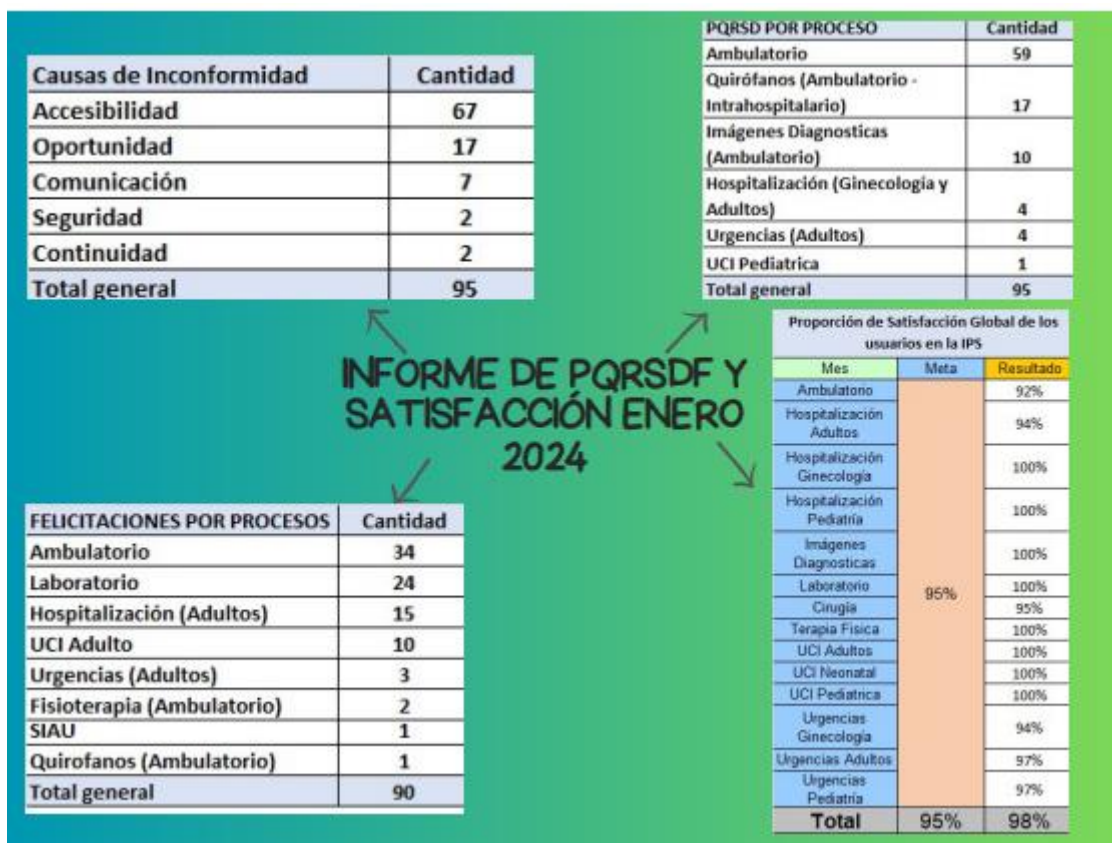 Causas de Inconformidad Cantidad
Accesibilidad 67
Oportunidad 17
Comunicación 7
Seguridad 2
Continuidad 2
Total general 95
PQRSD POR PROCESO Cantidad
Ambulatorio 59
Quirófanos (Ambulatorio -
Intrahospitalario) 17
Imágenes Diagnosticas
(Ambulatorio) 10
Hospitalización (Ginecología y
Adultos) 4
Urgencias (Adultos) 4
UCI Pediatrica 1
Total general 95
INFORME DE PQRSDF Y
SATISFACCIÓN ENERO
2024
FELICITACIONES POR PROCESOS Cantidad
Ambulatorio 34
Laboratorio 24
Hospitalización (Adultos) 15
UCI Adulto 10
Urgencias (Adultos) 3
Fisioterapia (Ambulatorio) 2
SIAU 1
Quirofanos (Ambulatorio) 1
Total general 90
Proporción de Satisfacción Global de los
usuarios en la IPS
Mes Meta Resultado
Ambulatorio 92%
Hospitalización
Adultos 94%
Hospitalización
Ginecología 100%
Hospitalización
Pediatría 100%
Imágenes
Diagnosticas 100%
Laboratorio 95% 100%
Cirugía 95%
Terapia Fisica 100%
UCI Adultos 100%
UCI Neonatal 100%
UCI Pediatrica 100%
Urgencias
Ginecología 94%
Urgencias Adultos 97%
Urgencias
Pediatría 97%
Total 95% 98%